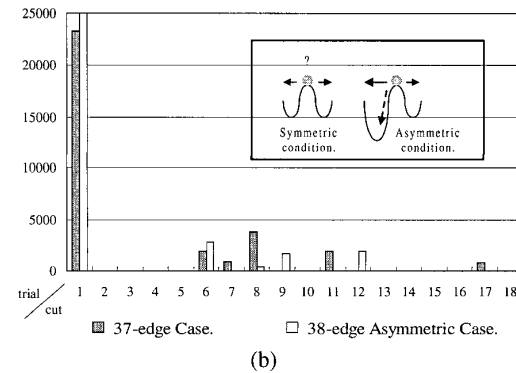 25000
20000
15000
10000
5000
0
?
Symmetric condition.
Asymmetric condition.
trial / cut
1 2 3 4 5 6 7 8 9 10 11 12 13 14 15 16 17 18
37-edge Case.
38-edge Asymmetric Case.
(b)